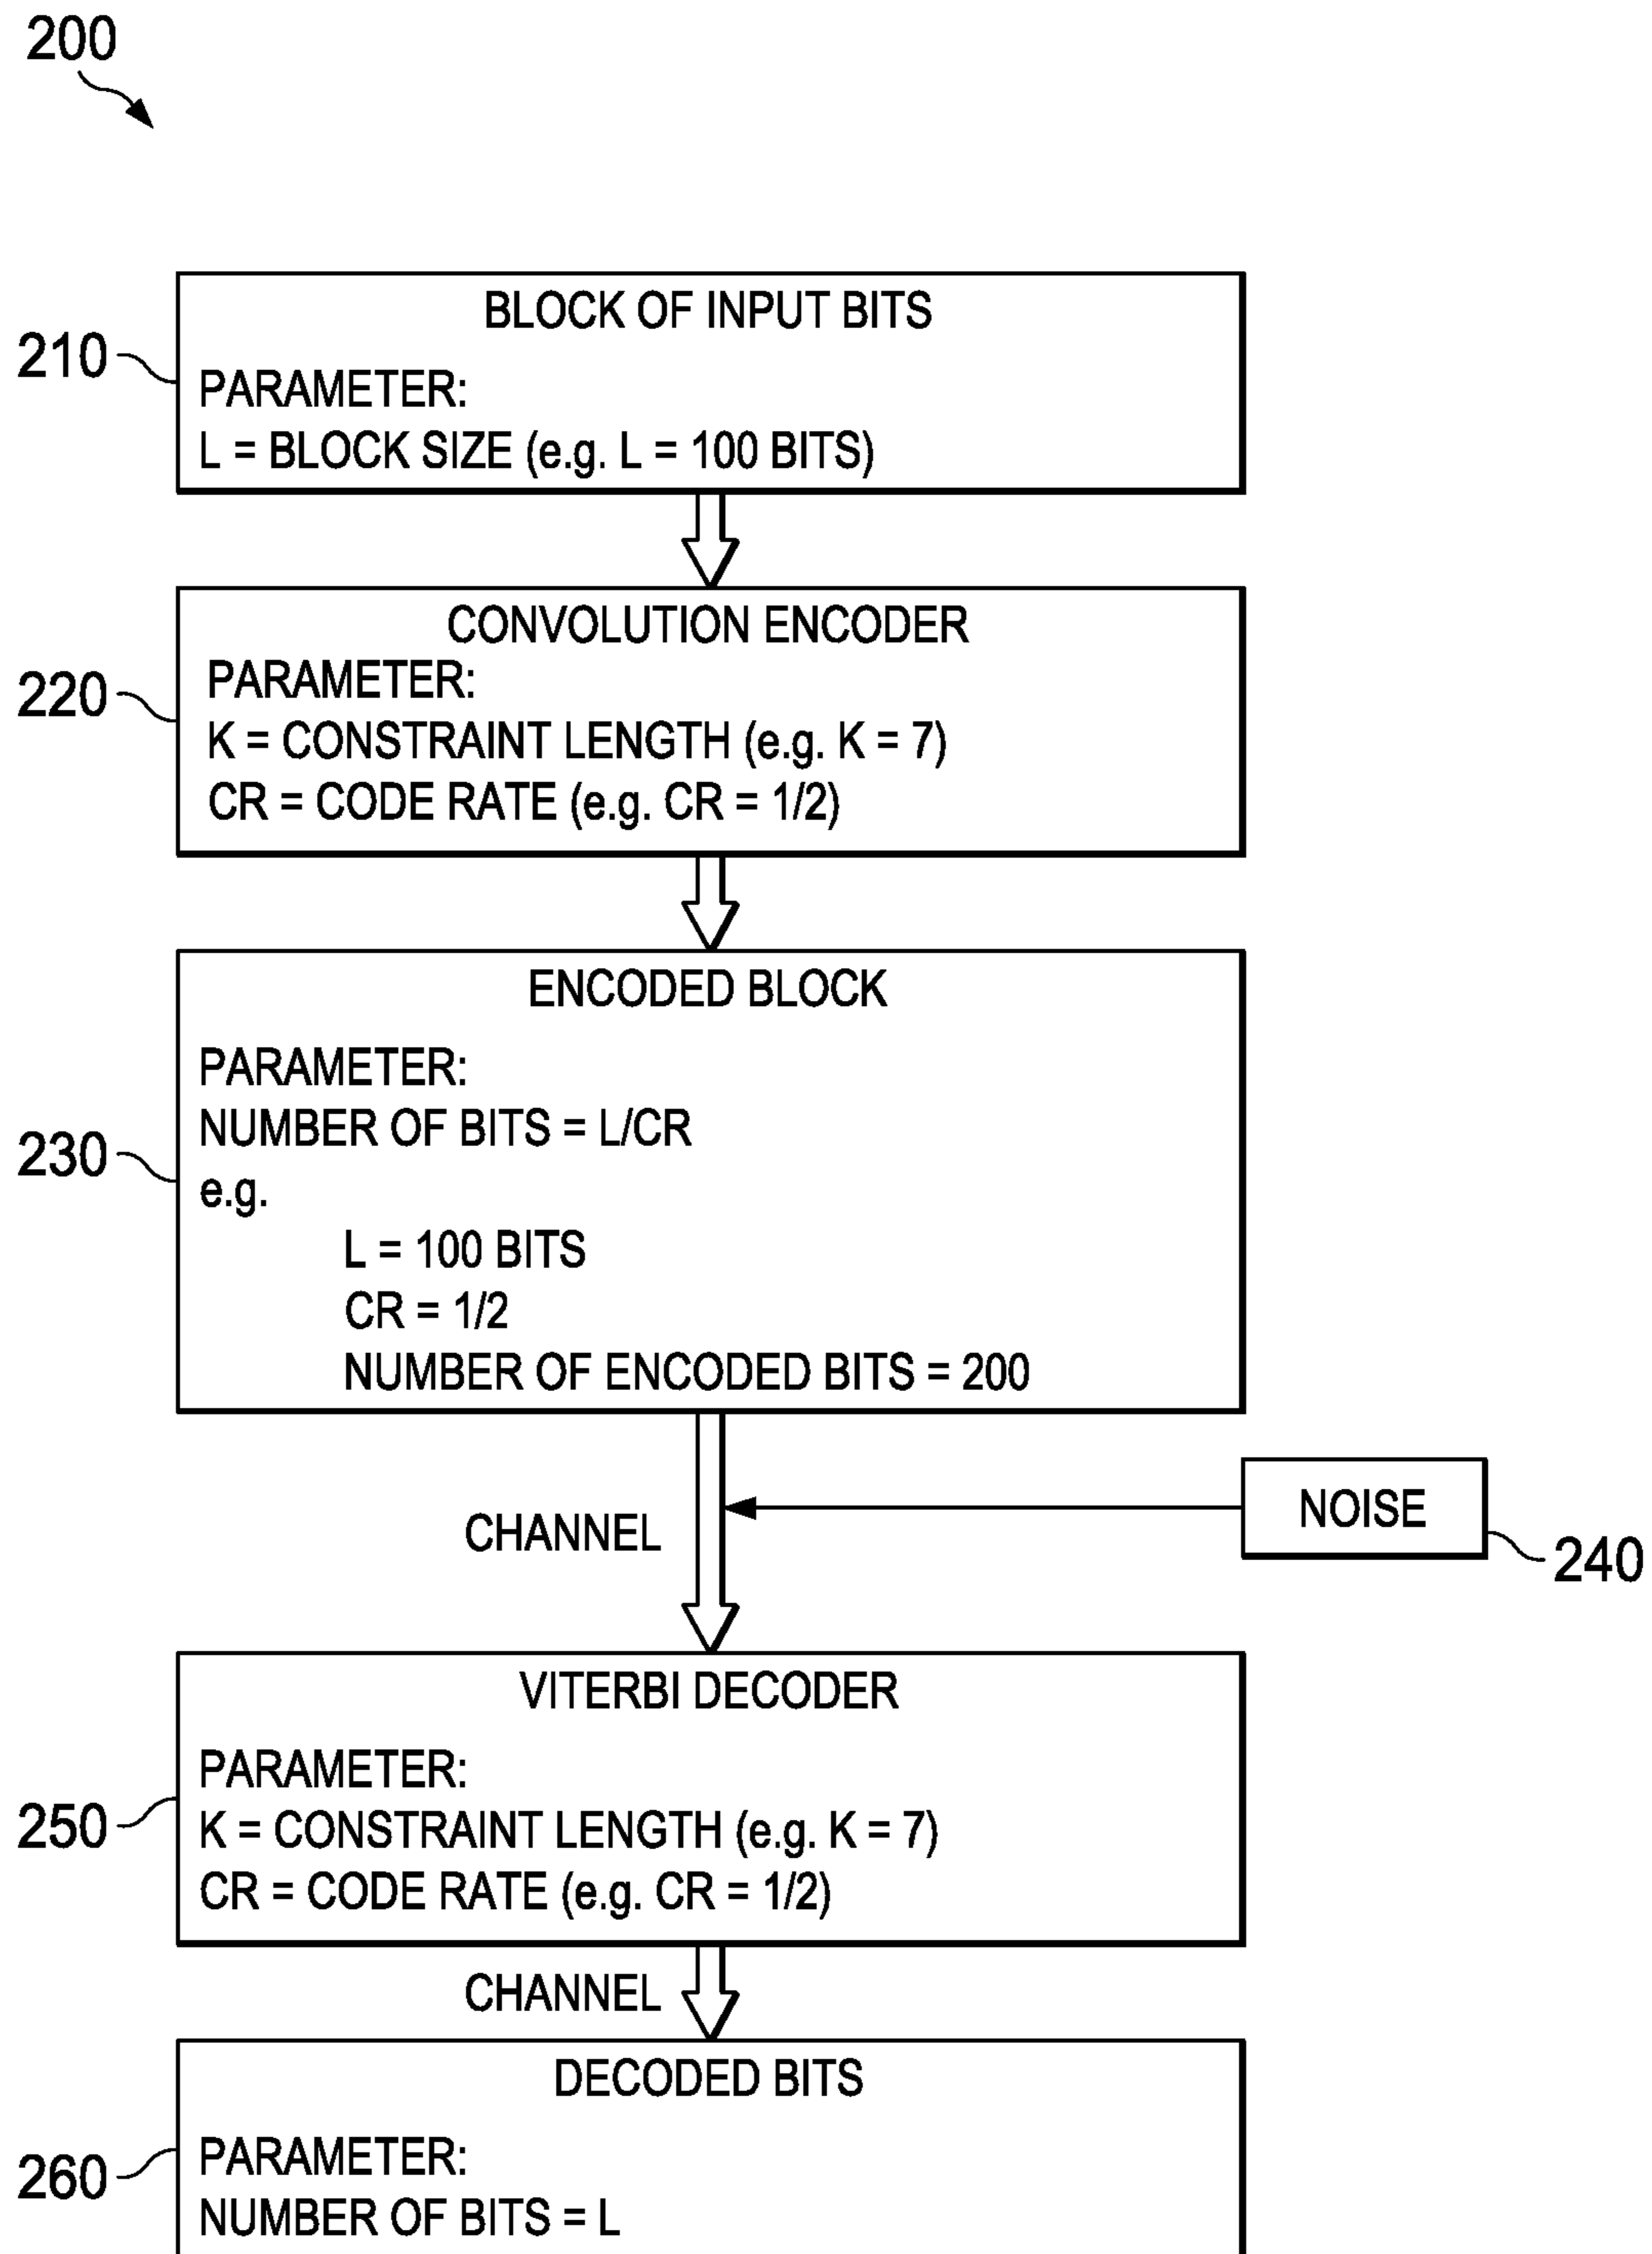 200
BLOCK OF INPUT BITS
210
PARAMETER:
L = BLOCK SIZE (e.g. L = 100 BITS)
CONVOLUTION ENCODER
PARAMETER:
220
K = CONSTRAINT LENGTH (e.g. K = 7)
CR = CODE RATE (e.g. CR = 1/2)
ENCODED BLOCK
PARAMETER:
NUMBER OF BITS = L/CR
230
e.g.
L = 100 BITS
CR = 1/2
NUMBER OF ENCODED BITS = 200
NOISE
CHANNEL
240
VITERBI DECODER
PARAMETER:
250
K = CONSTRAINT LENGTH (e.g. K = 7)
CR = CODE RATE (e.g. CR = 1/2)
CHANNEL
DECODED BITS
PARAMETER:
260
NUMBER OF BITS = L